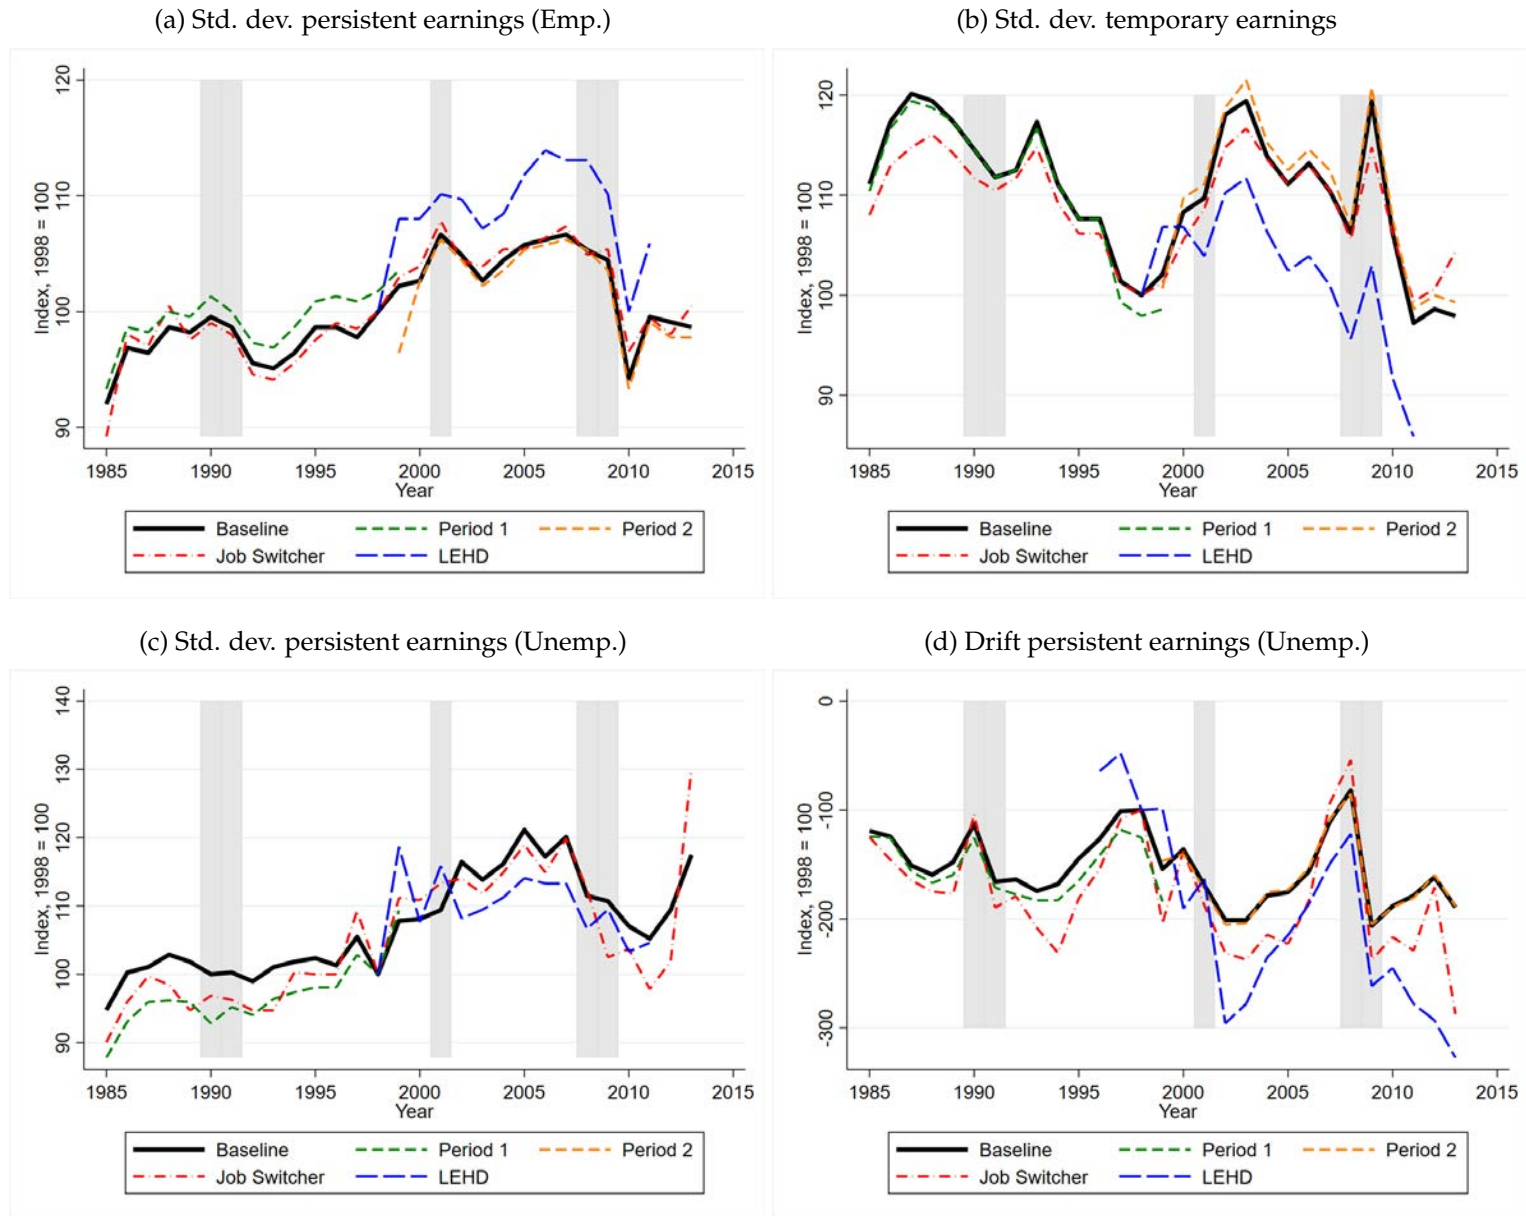 (a) Std. dev. persistent earnings (Emp.)
Index, 1998 = 100
120
110
100
90
1985 1990 1995 2000 2005 2010 2015
Year
Baseline Period 1 Period 2
Job Switcher LEHD
(b) Std. dev. temporary earnings
Index, 1998 = 100
120
110
100
90
1985 1990 1995 2000 2005 2010 2015
Year
Baseline Period 1 Period 2
Job Switcher LEHD
(c) Std. dev. persistent earnings (Unemp.)
Index, 1998 = 100
140
130
120
110
100
90
1985 1990 1995 2000 2005 2010 2015
Year
Baseline Period 1 Period 2
Job Switcher LEHD
(d) Drift persistent earnings (Unemp.)
Index, 1998 = 100
0
-100
-200
-300
1985 1990 1995 2000 2005 2010 2015
Year
Baseline Period 1 Period 2
Job Switcher LEHD